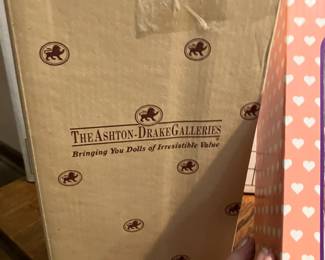 THE ASHTON-DRAKE GALLERIES
Bringing You Dolls of Irresistible Value